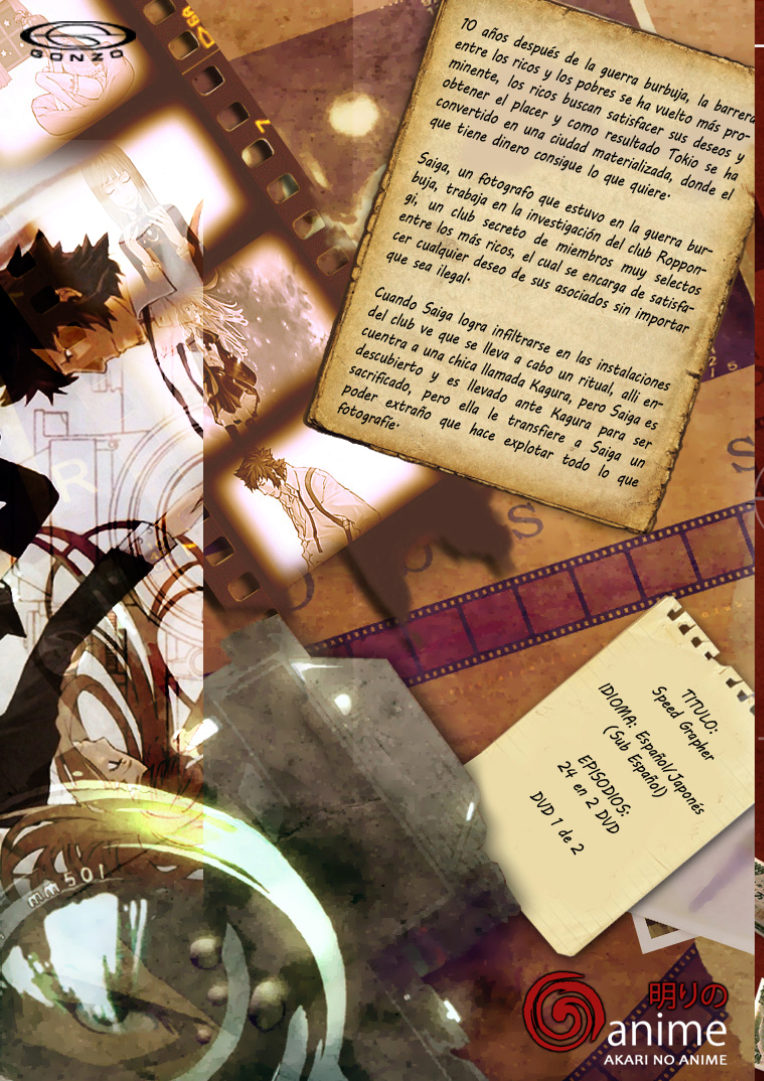 GONZO
10 años después de la guerra burbuja, la barrera
entre los ricos y los pobres se ha vuelto más pro-
minente, los ricos buscan satisfacer sus deseos y
obtener el placer y como resultado Tokio se ha
convertido en una ciudad materializada, donde el
que tiene dinero consigue lo que quiere.
Saiga, un fotografo que estuvo en la guerra bur-
buja, trabaja en la investigación del club Roppon-
gi, un club secreto de miembros muy selectos
entre los más ricos, el cual se encarga de satisfa-
cer cualquier deseo de sus asociados sin importar
que sea ilegal.
Cuando Saiga logra infiltrarse en las instalaciones
del club ve que se lleva a cabo un ritual, alli en-
cuentra a una chica llamada Kagura, pero Saiga es
descubierto y es llevado ante Kagura para ser
sacrificado, pero ella le transfiere a Saiga un
poder extraño que hace explotar todo lo que
fotografíe.
TITULO:
Speed Grapher
IDIOMA: Español/Japonés
(Sub Español)
EPISODIOS:
24 en 2 DVD
DVD 1 de 2
mm 501
明りの
anime
AKARI NO ANIME